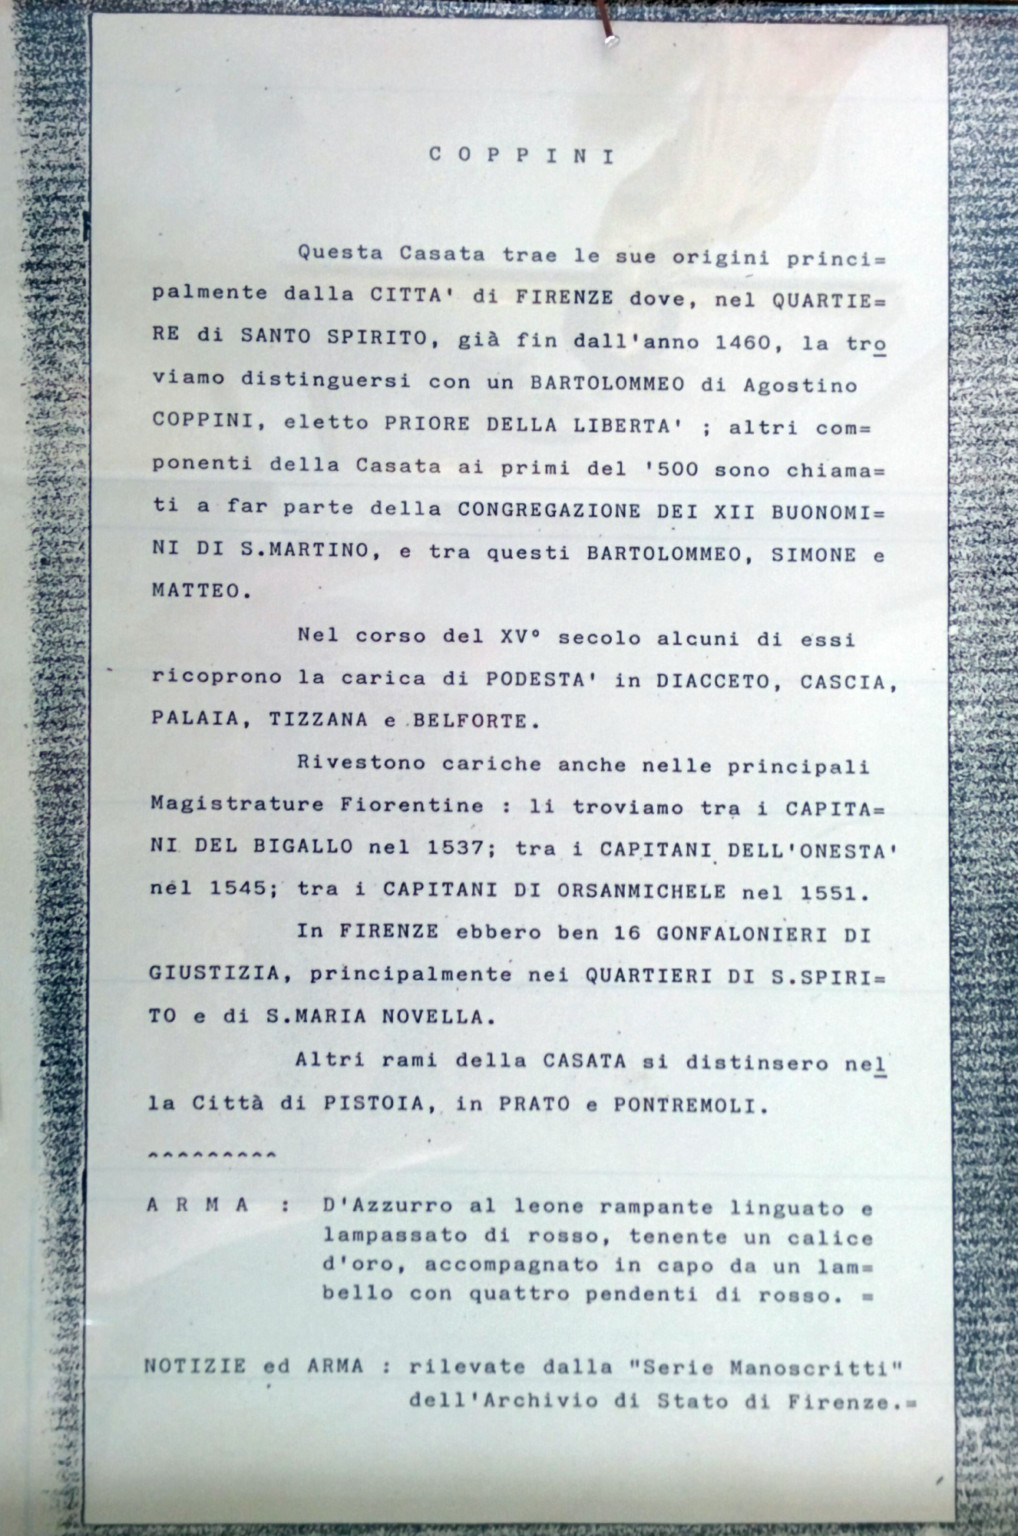 C O P P I N I
Questa Casata trae le sue origini princi=
palmente dalla CITTA' di FIRENZE dove, nel QUARTIE=
RE di SANTO SPIRITO, già fin dall'anno 1460, la tro
viamo distinguersi con un BARTOLOMMEO di Agostino
COPPINI, eletto PRIORE DELLA LIBERTA' ; altri com=
ponenti della Casata ai primi del '500 sono chiama=
ti a far parte della CONGREGAZIONE DEI XII BUONOMI=
NI DI S.MARTINO, e tra questi BARTOLOMMEO, SIMONE e
MATTEO.
Nel corso del XV° secolo alcuni di essi
ricoprono la carica di PODESTA' in DIACCETO, CASCIA,
PALAIA, TIZZANA e BELFORTE.
Rivestono cariche anche nelle principali
Magistrature Fiorentine : li troviamo tra i CAPITA=
NI DEL BIGALLO nel 1537; tra i CAPITANI DELL'ONESTA'
nel 1545; tra i CAPITANI DI ORSANMICHELE nel 1551.
In FIRENZE ebbero ben 16 GONFALONIERI DI
GIUSTIZIA, principalmente nei QUARTIERI DI S.SPIRI=
TO e di S.MARIA NOVELLA.
Altri rami della CASATA si distinsero nel
la Città di PISTOIA, in PRATO e PONTREMOLI.
^^^^^^^^^
A R M A : D'Azzurro al leone rampante linguato e
lampassato di rosso, tenente un calice
d'oro, accompagnato in capo da un lam=
bello con quattro pendenti di rosso. =
NOTIZIE ed ARMA : rilevate dalla "Serie Manoscritti"
dell'Archivio di Stato di Firenze.=